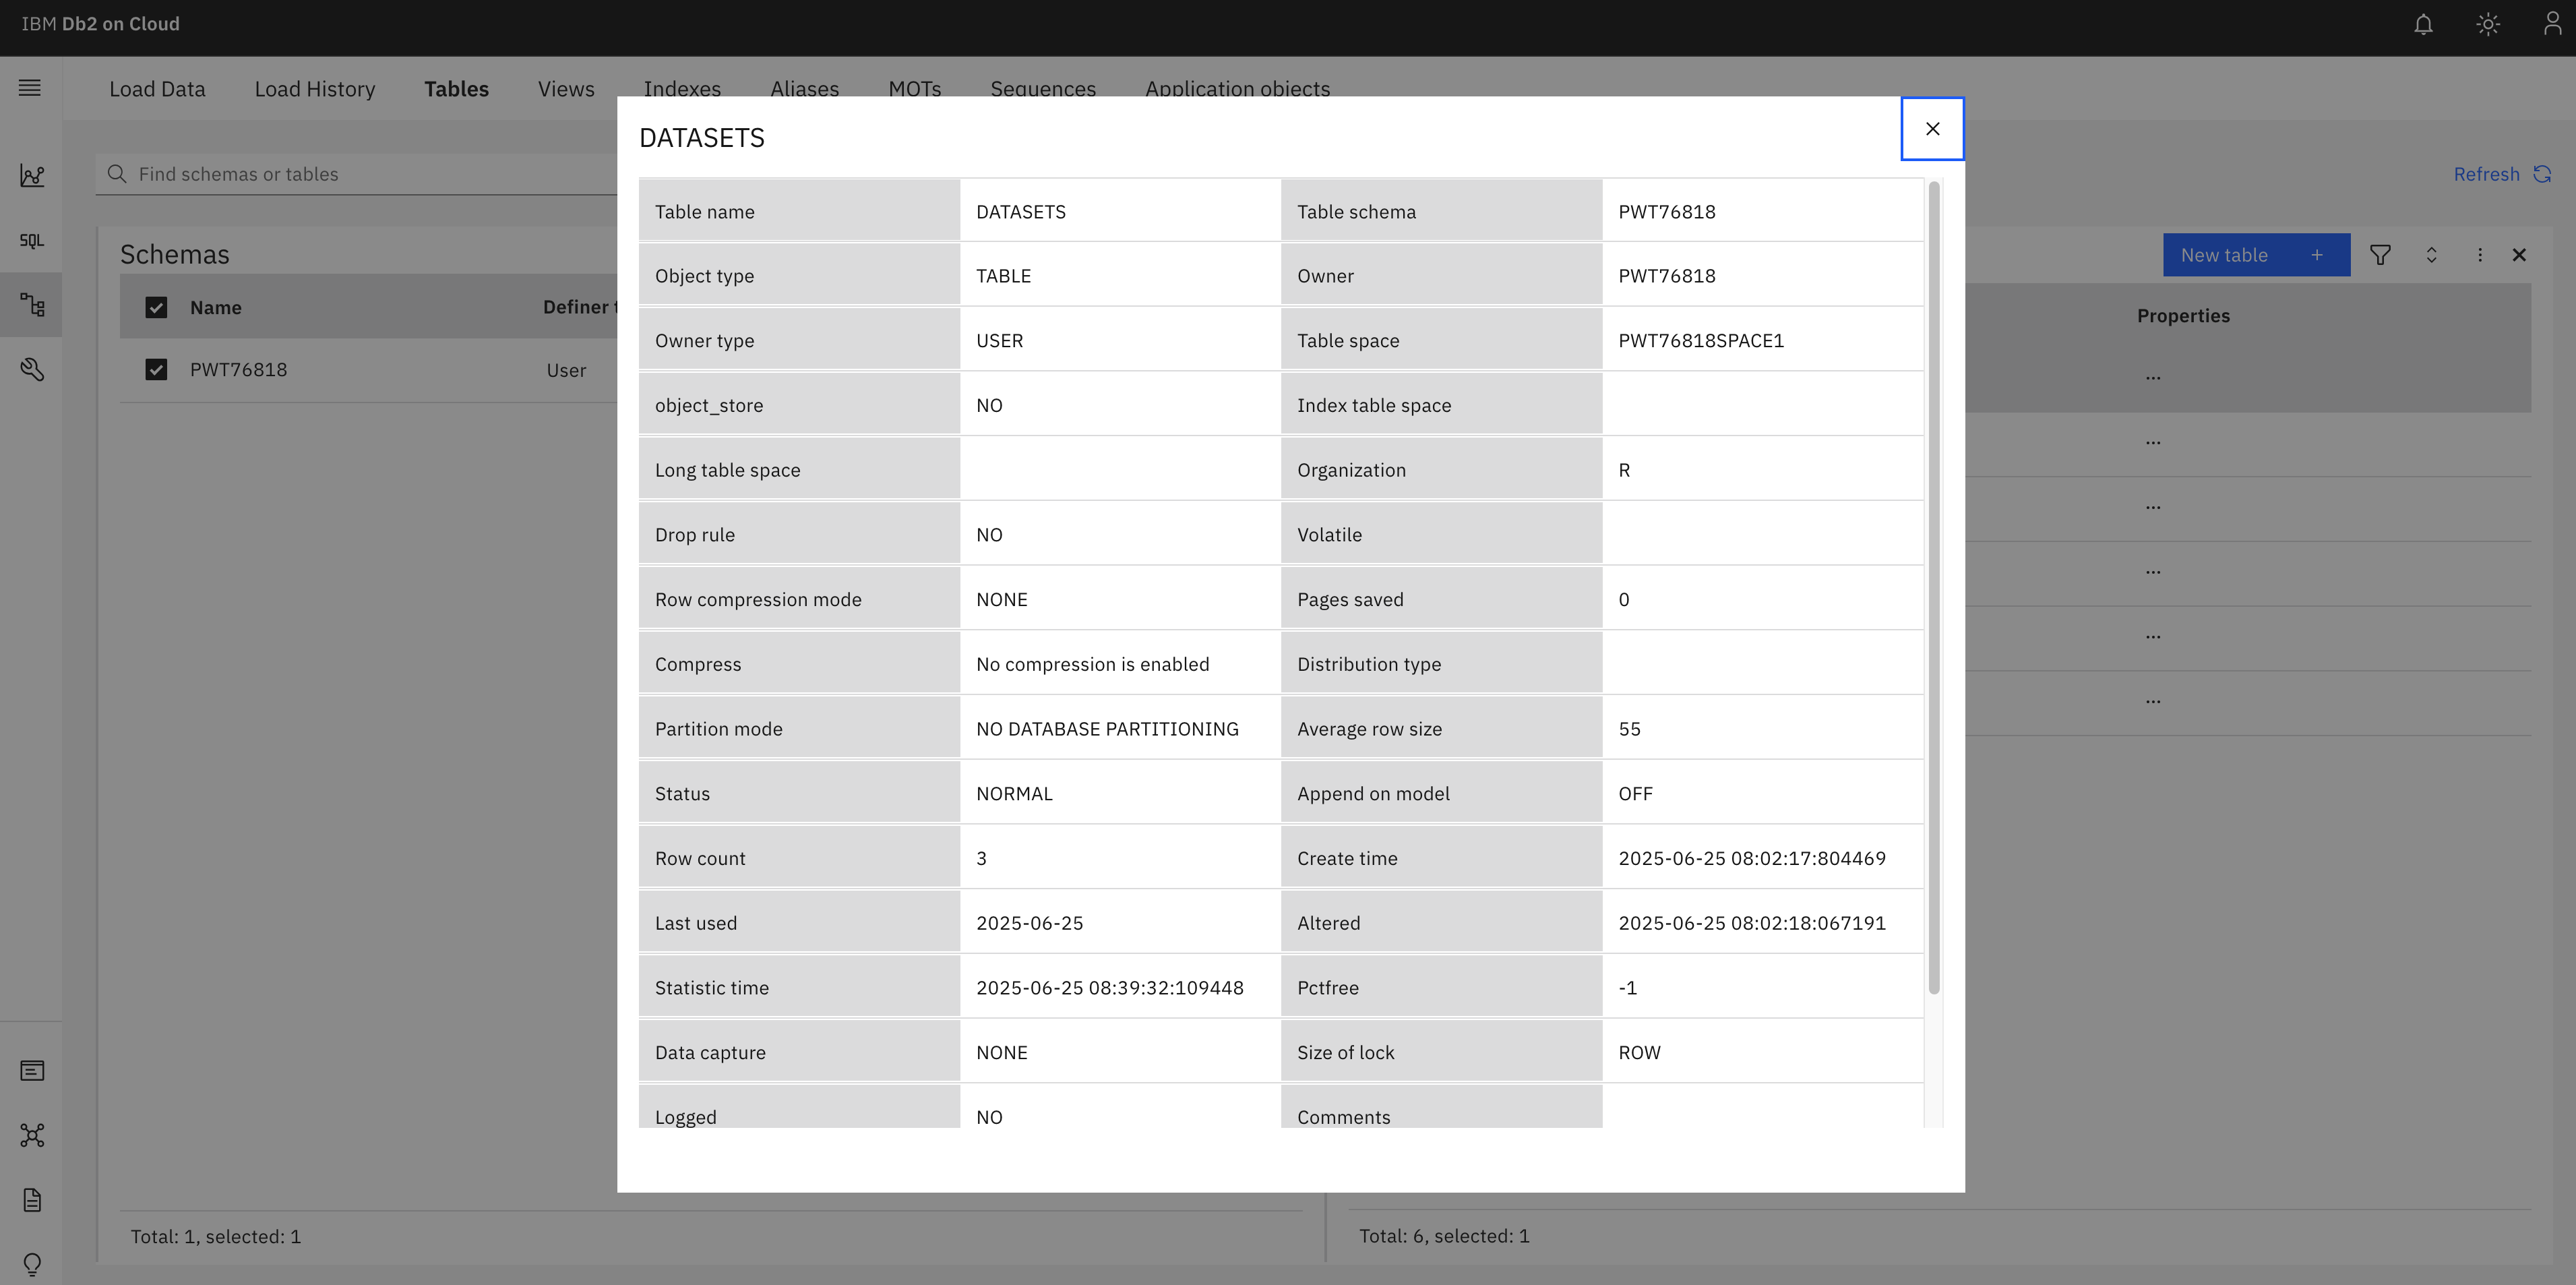 IBM Db2 on Cloud
Load Data Load History Tables Views Indexes Aliases MOTs Sequences Application objects
Find schemas or tables
Refresh
SQL
Schemas
New table +
Name Definer
Properties
PWT76818 User
...
...
...
...
...
...
DATASETS
Table name DATASETS Table schema PWT76818
Object type TABLE Owner PWT76818
Owner type USER Table space PWT76818SPACE1
object_store NO Index table space
Long table space Organization R
Drop rule NO Volatile
Row compression mode NONE Pages saved 0
Compress No compression is enabled Distribution type
Partition mode NO DATABASE PARTITIONING Average row size 55
Status NORMAL Append on model OFF
Row count 3 Create time 2025-06-25 08:02:17:804469
Last used 2025-06-25 Altered 2025-06-25 08:02:18:067191
Statistic time 2025-06-25 08:39:32:109448 Pctfree -1
Data capture NONE Size of lock ROW
Logged NO Comments
Total: 1, selected: 1
Total: 6, selected: 1